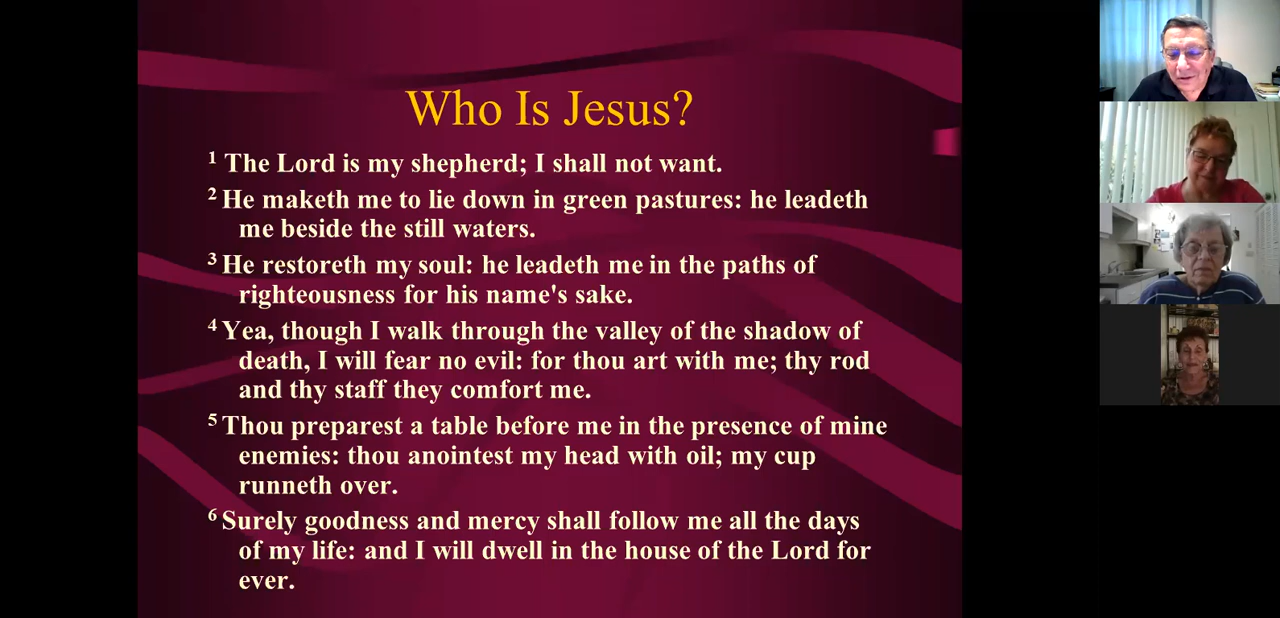 Who Is Jesus?
1 The Lord is my shepherd; I shall not want.
2 He maketh me to lie down in green pastures: he leadeth
me beside the still waters.
3 He restoreth my soul: he leadeth me in the paths of
righteousness for his name's sake.
4 Yea, though I walk through the valley of the shadow of
death, I will fear no evil: for thou art with me; thy rod
and thy staff they comfort me.
5 Thou preparest a table before me in the presence of mine
enemies: thou anointest my head with oil; my cup
runneth over.
6 Surely goodness and mercy shall follow me all the days
of my life: and I will dwell in the house of the Lord for
ever.